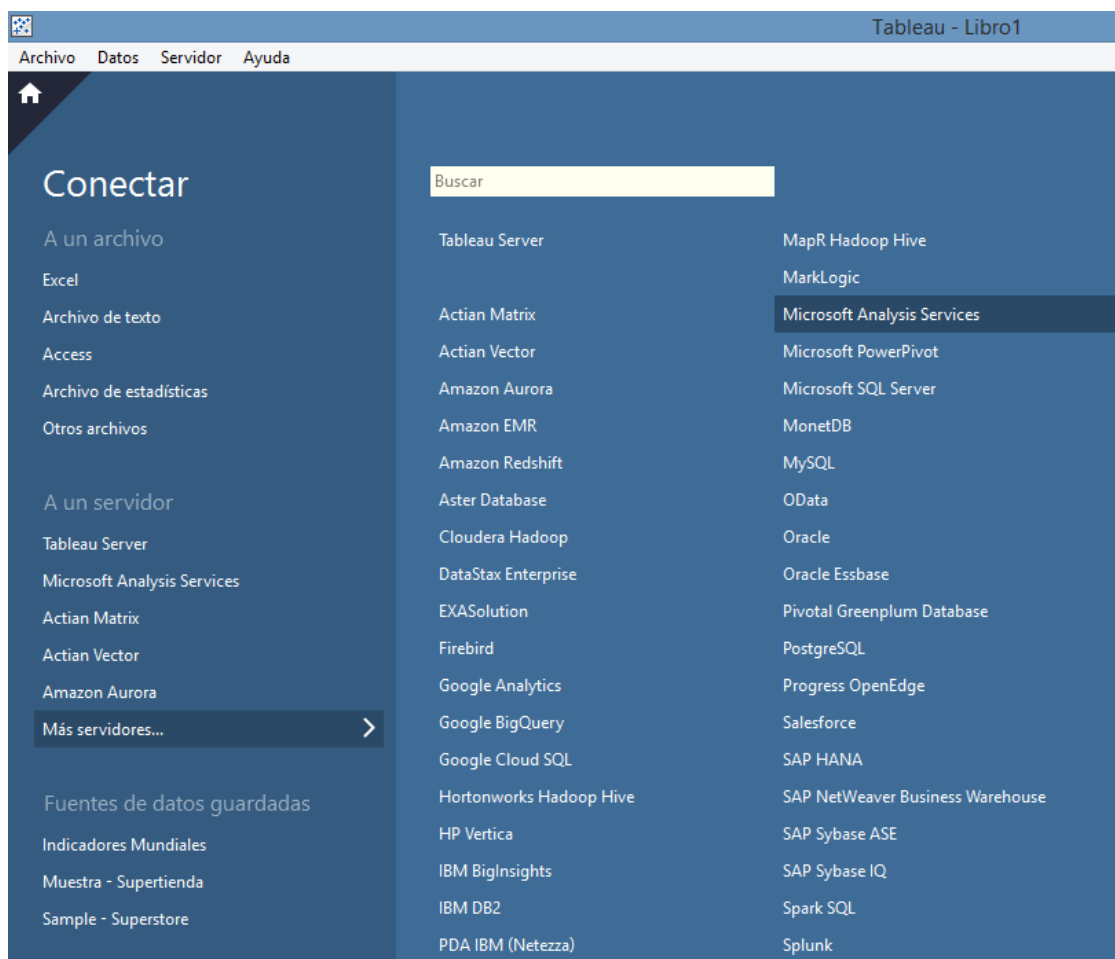 Tableau - Libro1
Archivo Datos Servidor Ayuda
Conectar
A un archivo
Excel
Archivo de texto
Access
Archivo de estadísticas
Otros archivos
A un servidor
Tableau Server
Microsoft Analysis Services
Actian Matrix
Actian Vector
Amazon Aurora
Más servidores...
Fuentes de datos guardadas
Indicadores Mundiales
Muestra - Supertienda
Sample - Superstore
Buscar
Tableau Server
Actian Matrix
Actian Vector
Amazon Aurora
Amazon EMR
Amazon Redshift
Aster Database
Cloudera Hadoop
DataStax Enterprise
EXASolution
Firebird
Google Analytics
Google BigQuery
Google Cloud SQL
Hortonworks Hadoop Hive
HP Vertica
IBM BigInsights
IBM DB2
PDA IBM (Netezza)
MapR Hadoop Hive
MarkLogic
Microsoft Analysis Services
Microsoft PowerPivot
Microsoft SQL Server
MonetDB
MySQL
OData
Oracle
Oracle Essbase
Pivotal Greenplum Database
PostgreSQL
Progress OpenEdge
Salesforce
SAP HANA
SAP NetWeaver Business Warehouse
SAP Sybase ASE
SAP Sybase IQ
Spark SQL
Splunk